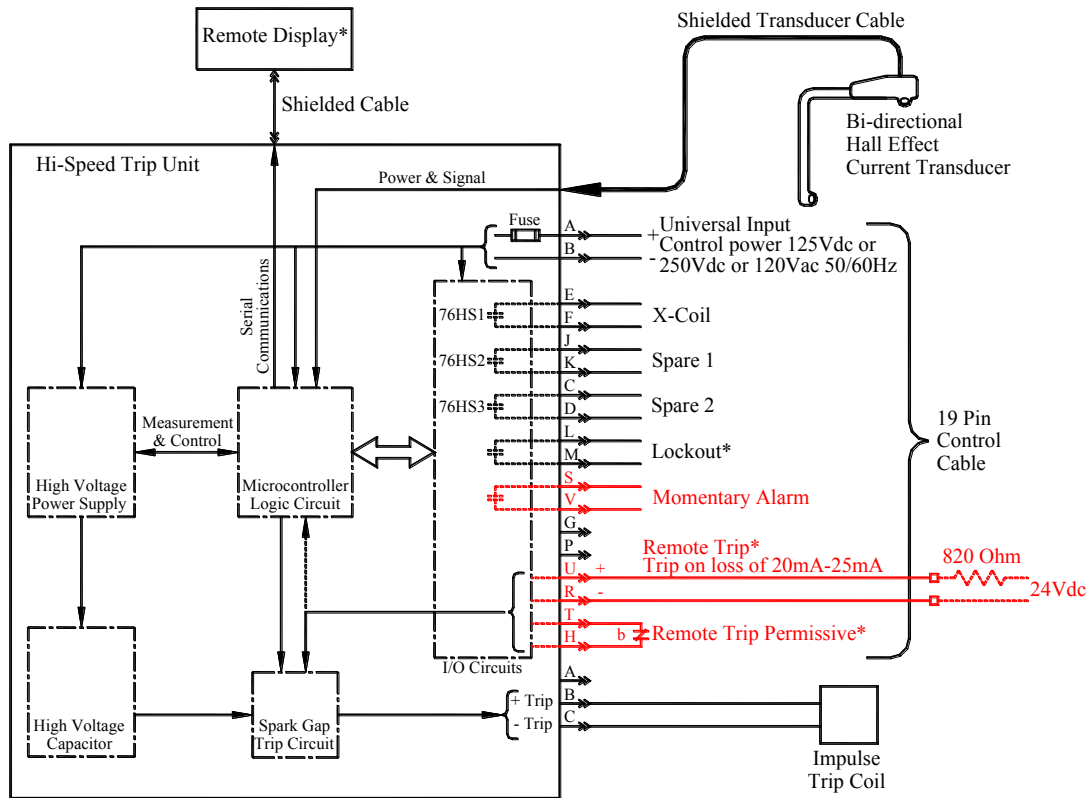 Remote Display*
Shielded Cable
Shielded Transducer Cable
Bi-directional
Hall Effect
Current Transducer
Hi-Speed Trip Unit
Power & Signal
Serial
Communications
Fuse
A
B
+
-
Universal Input
Control power 125Vdc or
250Vdc or 120Vac 50/60Hz
76HS1
E
F
X-Coil
76HS2
J
K
Spare 1
76HS3
C
D
Spare 2
L
M
Lockout*
S
V
Momentary Alarm
G
P
U
+
R
-
Remote Trip*
Trip on loss of 20mA-25mA
820 Ohm
24Vdc
T
H
b
Remote Trip Permissive*
19 Pin
Control
Cable
Measurement
& Control
High Voltage
Power Supply
Microcontroller
Logic Circuit
I/O Circuits
High Voltage
Capacitor
Spark Gap
Trip Circuit
+ Trip
- Trip
A
B
C
Impulse
Trip Coil